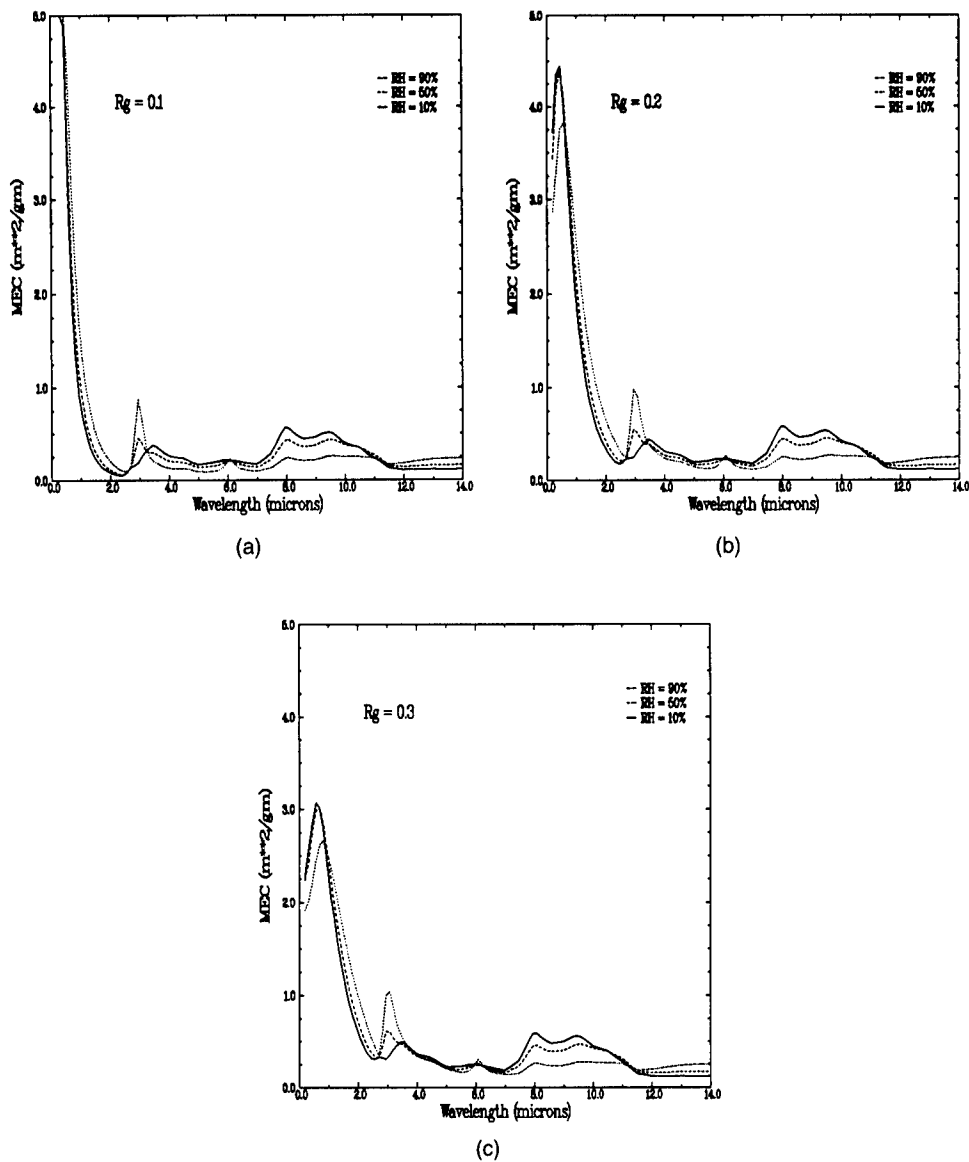 5.0
4.0
3.0
2.0
1.0
0.0
MEC (m**2/gm)
Rg = 0.1
RH = 90%
RH = 50%
RH = 10%
0.0 2.0 4.0 6.0 8.0 10.0 12.0 14.0
Wavelength (microns)
(a)
5.0
4.0
3.0
2.0
1.0
0.0
MEC (m**2/gm)
Rg = 0.2
RH = 90%
RH = 50%
RH = 10%
0.0 2.0 4.0 6.0 8.0 10.0 12.0 14.0
Wavelength (microns)
(b)
5.0
4.0
3.0
2.0
1.0
0.0
MEC (m**2/gm)
Rg = 0.3
RH = 90%
RH = 50%
RH = 10%
0.0 2.0 4.0 6.0 8.0 10.0 12.0 14.0
Wavelength (microns)
(c)